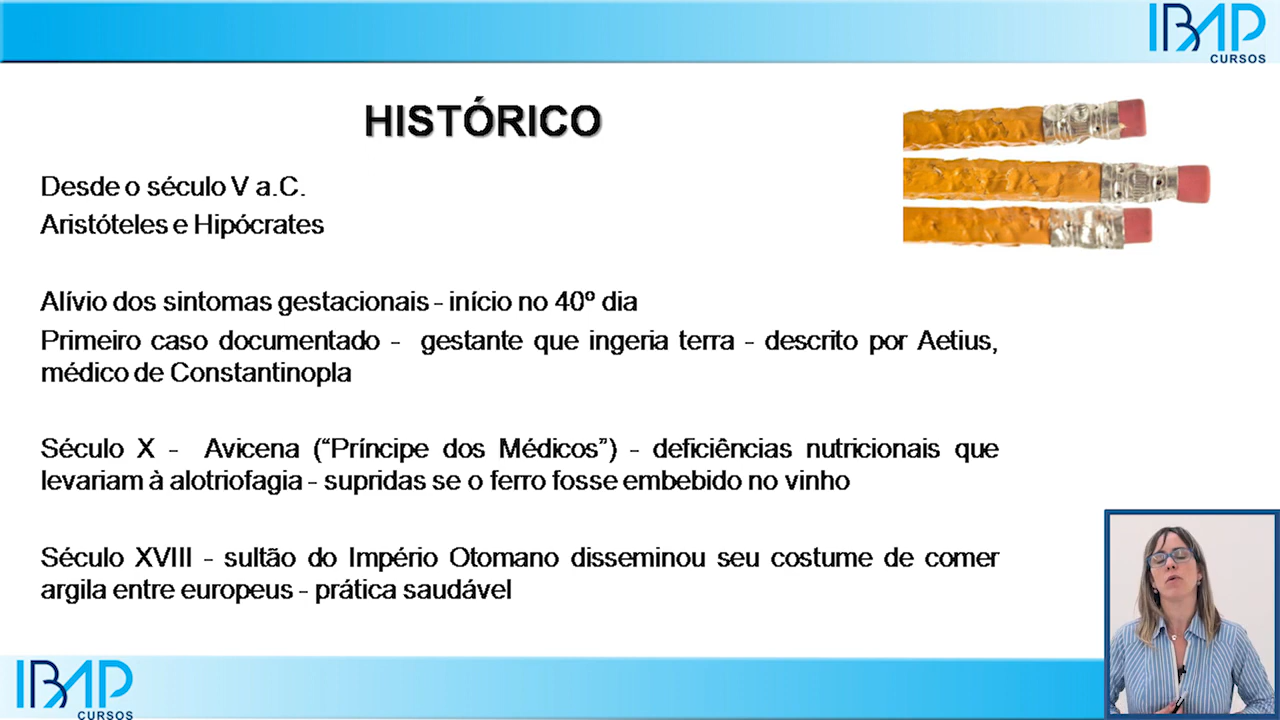 IBAP
CURSOS
HISTÓRICO
Desde o século V a.C.
Aristóteles e Hipócrates
Alívio dos sintomas gestacionais - início no 40º dia
Primeiro caso documentado - gestante que ingeria terra - descrito por Aetius,
médico de Constantinopla
Século X - Avicena (“Príncipe dos Médicos”) - deficiências nutricionais que
levariam à alotriofagia - supridas se o ferro fosse embebido no vinho
Século XVIII - sultão do Império Otomano disseminou seu costume de comer
argila entre europeus - prática saudável
IBAP
CURSOS